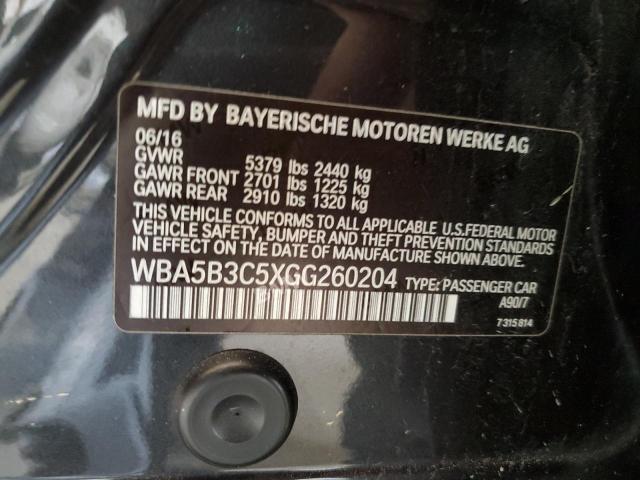 MFD BY BAYERISCHE MOTOREN WERKE AG
06/16
GVWR 5379 lbs 2440 kg
GAWR FRONT 2701 lbs 1225 kg
GAWR REAR 2910 lbs 1320 kg
THIS VEHICLE CONFORMS TO ALL APPLICABLE U.S.FEDERAL MOTOR
VEHICLE SAFETY, BUMPER AND THEFT PREVENTION STANDARDS
IN EFFECT ON THE DATE OF MANUFACTURE SHOWN ABOVE.
WBA5B3C5XGG260204 TYPE: PASSENGER CAR
A90/7
7315814